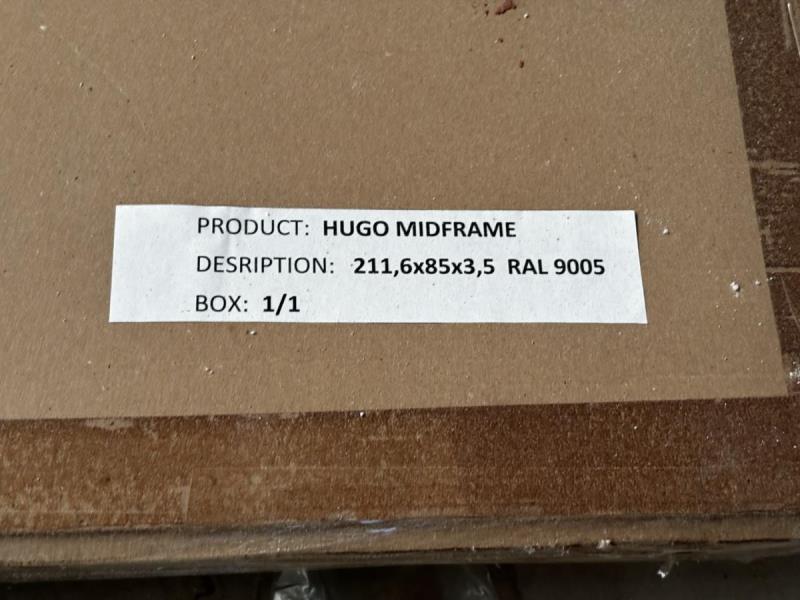 PRODUCT: HUGO MIDFRAME
DESRIPTION: 211,6x85x3,5 RAL 9005
BOX: 1/1